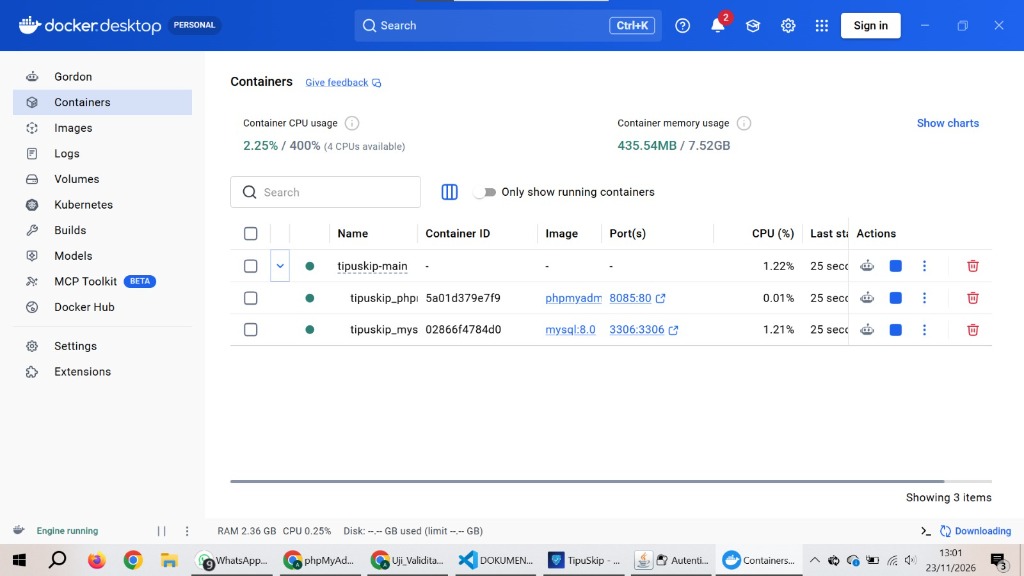 docker.desktop PERSONAL Search Ctrl+K 2 Sign in
Gordon
Containers
Images
Logs
Volumes
Kubernetes
Builds
Models
MCP Toolkit BETA
Docker Hub
Settings
Extensions
Containers Give feedback
Container CPU usage
2.25% / 400% (4 CPUs available)
Container memory usage
435.54MB / 7.52GB
Show charts
Search
Only show running containers
Name Container ID Image Port(s) CPU (%) Last sta Actions
tipuskip-main - - - 1.22% 25 seco
tipuskip_phpı 5a01d379e7f9 phpmyadm 8085:80 0.01% 25 seco
tipuskip_mys 02866f4784d0 mysql:8.0 3306:3306 1.21% 25 seco
Showing 3 items
Engine running RAM 2.36 GB CPU 0.25% Disk: --.-- GB used (limit --.-- GB) >_ Downloading
9 WhatsApp... phpMyAd... Uji_Validita... DOKUMEN... TipuSkip - ... Autenti... Containers... 13:01
23/11/2026 3